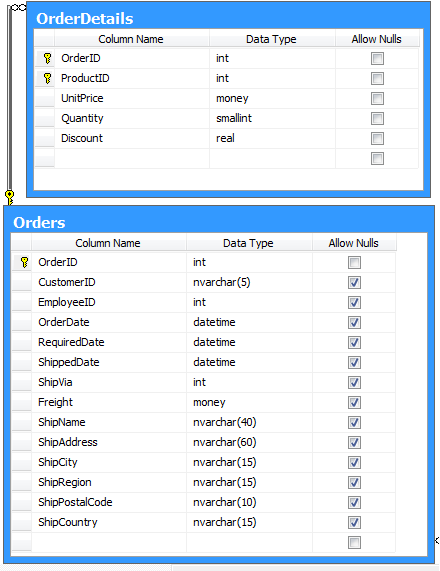 OrderDetails
Column Name Data Type Allow Nulls
OrderID int
ProductID int
UnitPrice money
Quantity smallint
Discount real
Orders
Column Name Data Type Allow Nulls
OrderID int
CustomerID nvarchar(5)
EmployeeID int
OrderDate datetime
RequiredDate datetime
ShippedDate datetime
ShipVia int
Freight money
ShipName nvarchar(40)
ShipAddress nvarchar(60)
ShipCity nvarchar(15)
ShipRegion nvarchar(15)
ShipPostalCode nvarchar(10)
ShipCountry nvarchar(15)